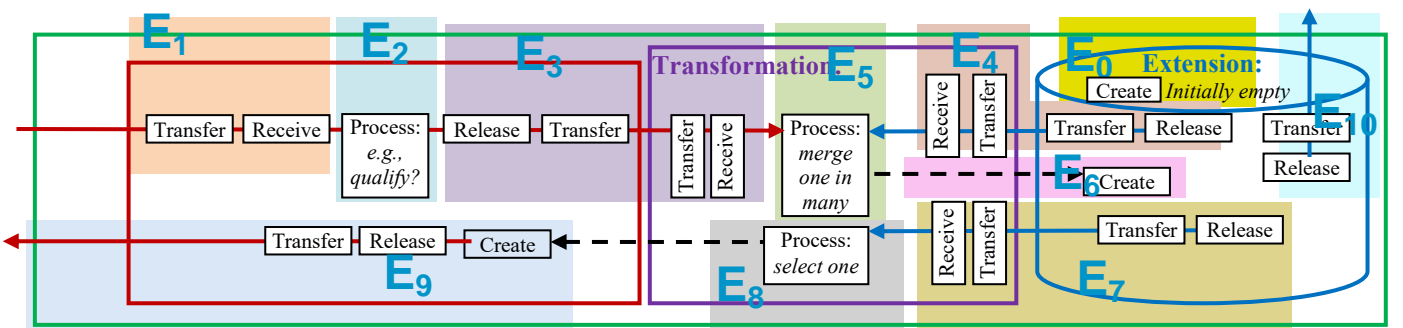 E1
E2
E3
E4
E0
E5
E10
Transformation:
Extension:
Create
Initially empty
Transfer
Receive
Process:
e.g.,
qualify?
Release
Transfer
Transfer
Receive
Process:
merge
one in
many
Receive
Transfer
Transfer
Release
Transfer
Release
E6
Create
Transfer
Release
Create
E9
Process:
select one
E8
Receive
Transfer
Transfer
Release
E7